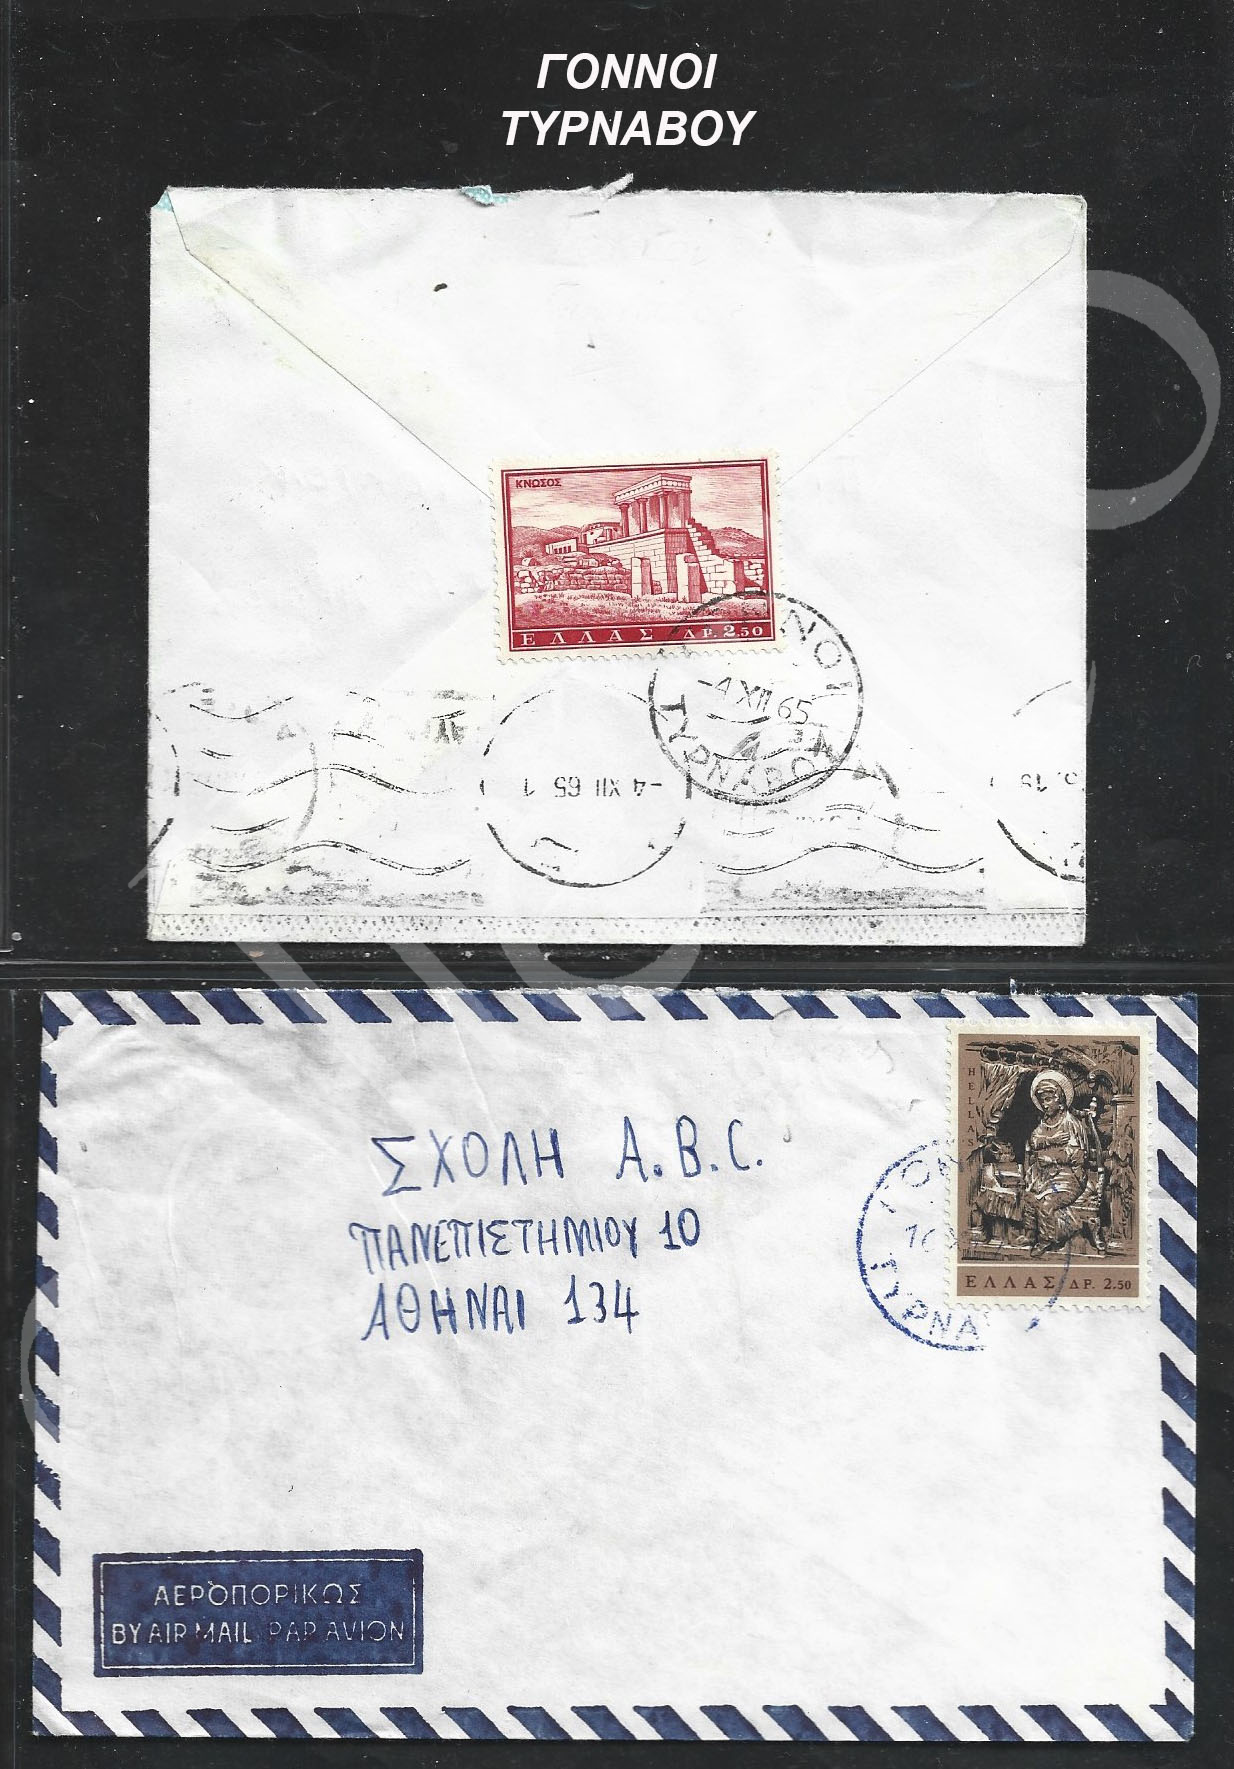 ΓΟΝΝΟΙ
ΤΥΡΝΑΒΟΥ
ΚΝΩΣΟΣ
ΕΛΛΑΣ ΔΡ. 2.50
-4 XII 65
ΤΥΡΝΑΒΟΥ
-4 XII 65 1
HELLAS
ΕΛΛΑΣ ΔΡ. 2.50
ΣΧΟΛΗ A.B.C.
ΠΑΝΕΠΙΣΤΗΜΙΟΥ 10
ΑΘΗΝΑΙ 134
ΑΕΡΟΠΟΡΙΚΩΣ
BY AIR MAIL PAR AVION